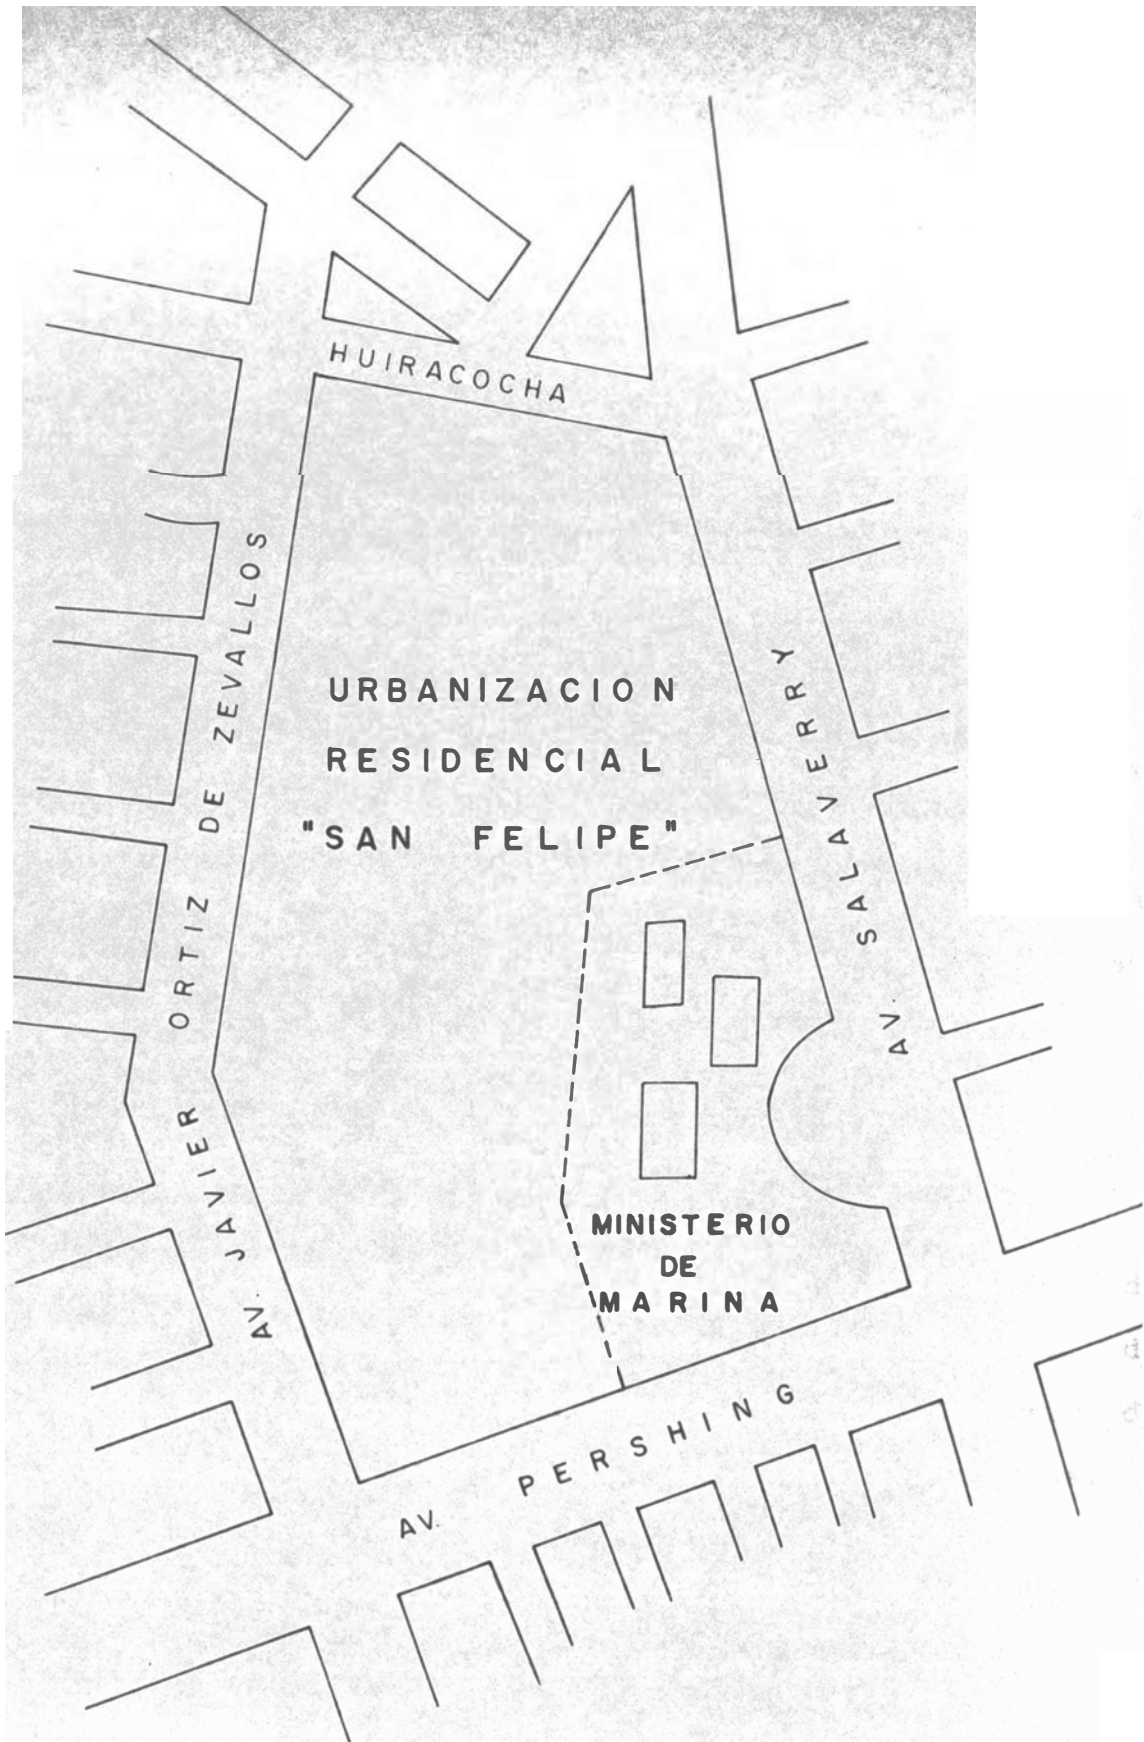 HUIRACOCHA
AV. JAVIER ORTIZ DE ZEVALLOS
URBANIZACION
RESIDENCIAL
"SAN FELIPE"
AV. SALAVERRY
MINISTERIO
DE
MARINA
AV. PERSHING